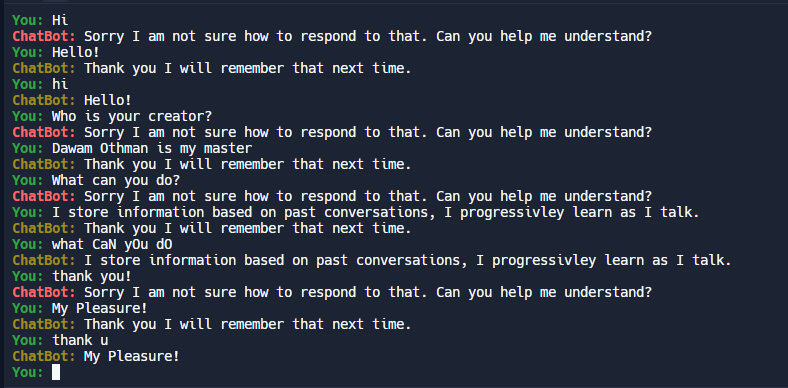 You: Hi
ChatBot: Sorry I am not sure how to respond to that. Can you help me understand?
You: Hello!
ChatBot: Thank you I will remember that next time.
You: hi
ChatBot: Hello!
You: Who is your creator?
ChatBot: Sorry I am not sure how to respond to that. Can you help me understand?
You: Dawam Othman is my master
ChatBot: Thank you I will remember that next time.
You: What can you do?
ChatBot: Sorry I am not sure how to respond to that. Can you help me understand?
You: I store information based on past conversations, I progressivley learn as I talk.
ChatBot: Thank you I will remember that next time.
You: what CaN yOu dO
ChatBot: I store information based on past conversations, I progressivley learn as I talk.
You: thank you!
ChatBot: Sorry I am not sure how to respond to that. Can you help me understand?
You: My Pleasure!
ChatBot: Thank you I will remember that next time.
You: thank u
ChatBot: My Pleasure!
You: